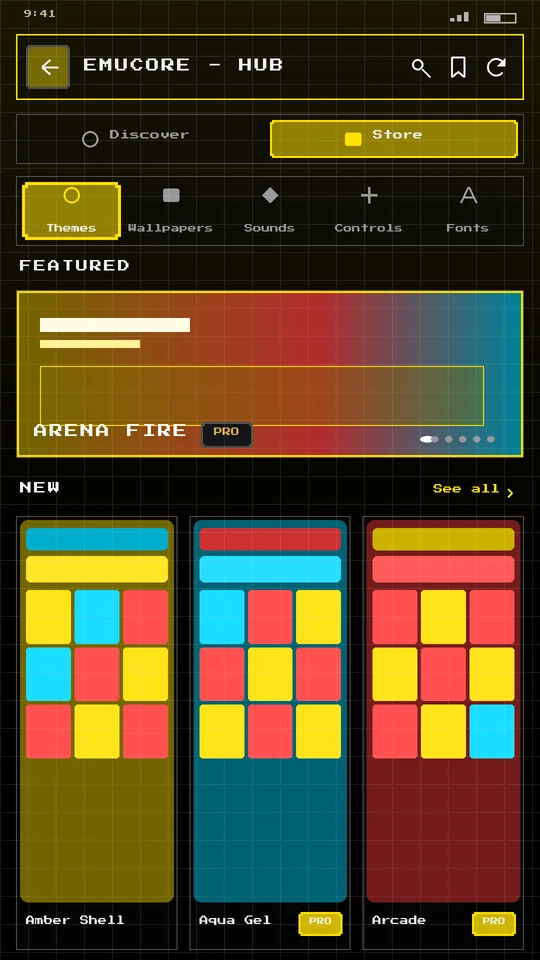 9:41
EMUCORE - HUB
Discover
Store
Themes
Wallpapers
Sounds
Controls
Fonts
FEATURED
ARENA FIRE PRO
NEW
See all
Amber Shell
Aqua Gel PRO
Arcade PRO